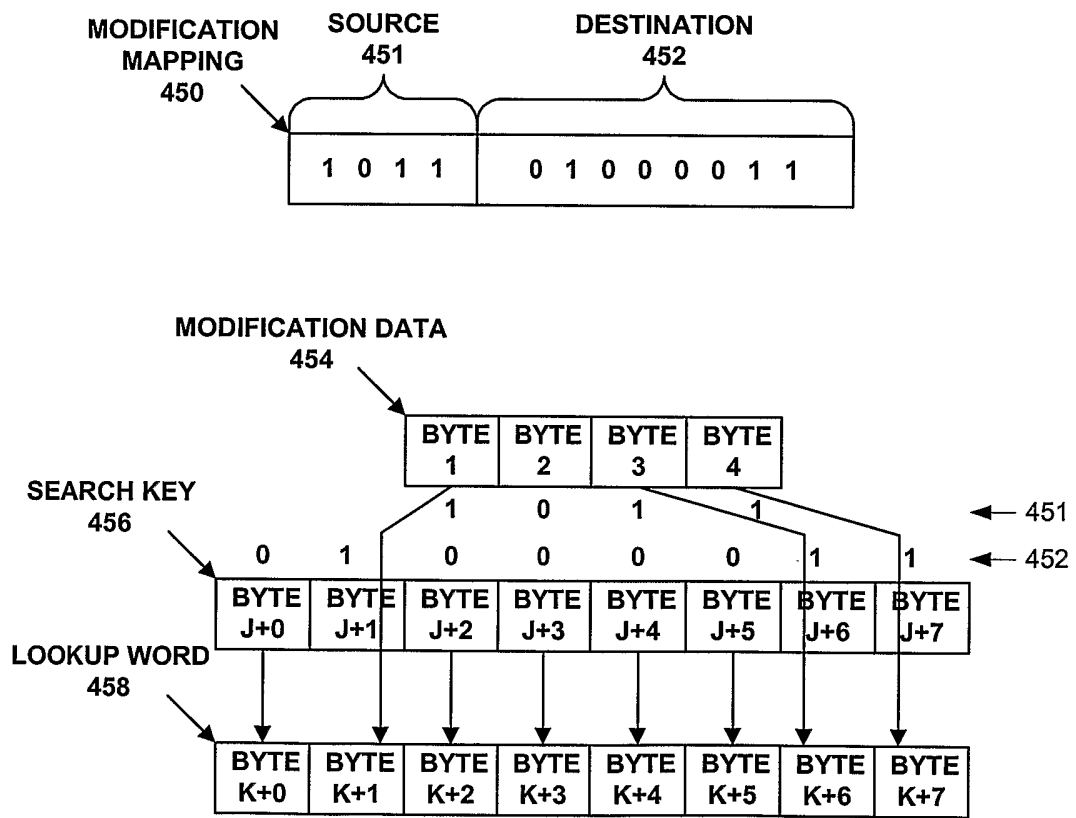 MODIFICATION MAPPING 450
SOURCE 451
DESTINATION 452
1 0 1 1 0 1 0 0 0 0 1 1
MODIFICATION DATA
454
BYTE 1 BYTE 2 BYTE 3 BYTE 4
1 0 1 1 451
SEARCH KEY
456
0 1 0 0 0 0 1 1 452
BYTE J+0 BYTE J+1 BYTE J+2 BYTE J+3 BYTE J+4 BYTE J+5 BYTE J+6 BYTE J+7
LOOKUP WORD
458
BYTE K+0 BYTE K+1 BYTE K+2 BYTE K+3 BYTE K+4 BYTE K+5 BYTE K+6 BYTE K+7